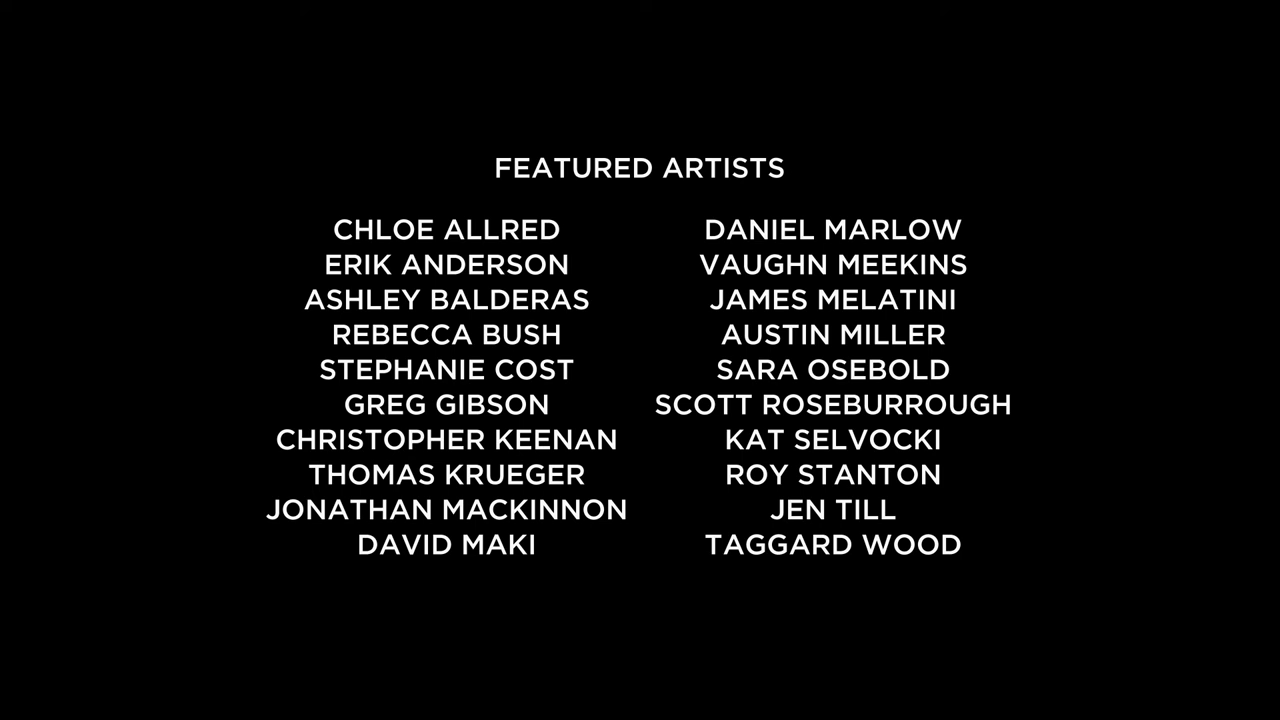 FEATURED ARTISTS
CHLOE ALLRED
ERIK ANDERSON
ASHLEY BALDERAS
REBECCA BUSH
STEPHANIE COST
GREG GIBSON
CHRISTOPHER KEENAN
THOMAS KRUEGER
JONATHAN MACKINNON
DAVID MAKI
DANIEL MARLOW
VAUGHN MEEKINS
JAMES MELATINI
AUSTIN MILLER
SARA OSEBOLD
SCOTT ROSEBURROUGH
KAT SELVOCKI
ROY STANTON
JEN TILL
TAGGARD WOOD